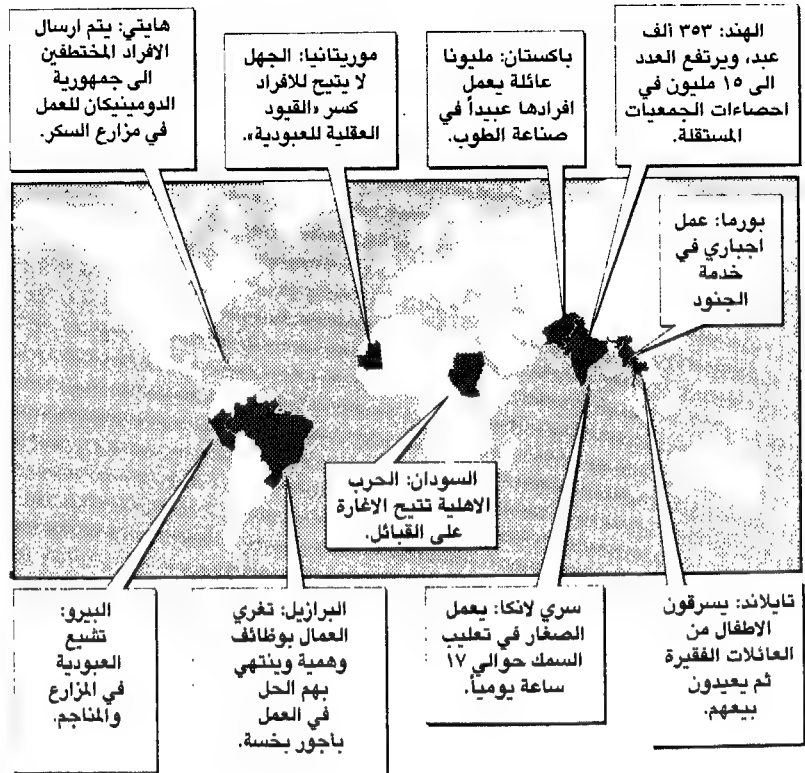 الهند: ٣٥٣ ألف
عبد، ويرتفع العدد
الى ١٥ مليون في
احصاءات الجمعيات
المستقلة.
باكستان: مليونا
عائلة يعمل
افرادها عبيداً في
صناعة الطوب.
موريتانيا: الجهل
لا يتيح للافراد
كسر «القيود
العقلية للعبودية».
هايتي: يتم ارسال
الافراد المختطفين
الى جمهورية
الدومينيكان للعمل
في مزارع السكر.
بورما: عمل
اجباري في
خدمة
الجنود
السودان: الحرب
الاهلية تتيح الاغارة
على القبائل.
تايلاند: يسرقون
الاطفال من
العائلات الفقيرة
ثم يعيدون
بيعهم.
سري لانكا: يعمل
الصغار في تعليب
السمك حوالي ١٧
ساعة يومياً.
البرازيل: تغري
العمال بوظائف
وهمية وينتهي
بهم الحل
في العمل
بأجور بخسة.
البيرو:
تشيع
العبودية
في المزارع
والمناجم.